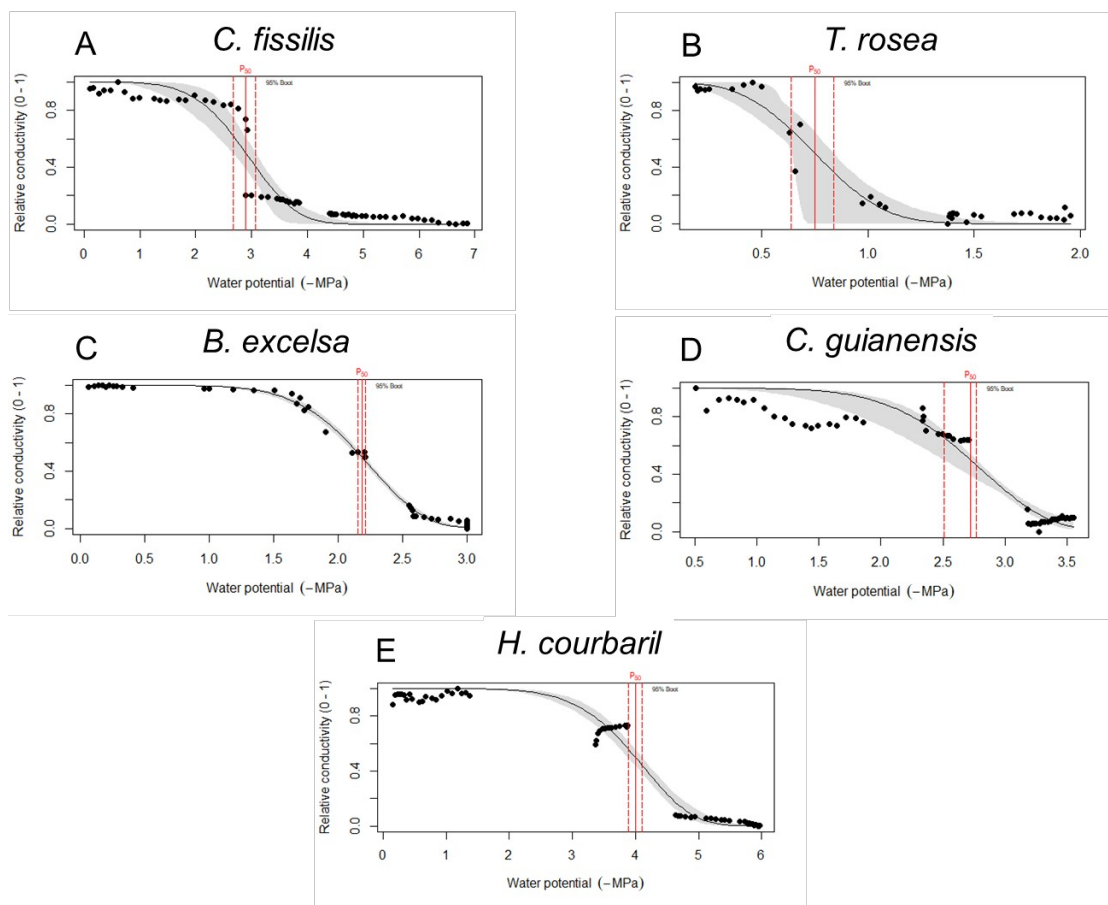 A C. fissilis
P50
95% Boot
Relative conductivity (0 - 1)
0.0 0.4 0.8
0 1 2 3 4 5 6 7
Water potential (−MPa)
B T. rosea
P50
95% Boot
Relative conductivity (0 - 1)
0.0 0.4 0.8
0.5 1.0 1.5 2.0
Water potential (−MPa)
C B. excelsa
P50
95% Boot
Relative conductivity (0 - 1)
0.0 0.4 0.8
0.0 0.5 1.0 1.5 2.0 2.5 3.0
Water potential (−MPa)
D C. guianensis
P50
95% Boot
Relative conductivity (0 - 1)
0.0 0.4 0.8
0.5 1.0 1.5 2.0 2.5 3.0 3.5
Water potential (−MPa)
E H. courbaril
P50
95% Boot
Relative conductivity (0 - 1)
0.0 0.4 0.8
0 1 2 3 4 5 6
Water potential (−MPa)